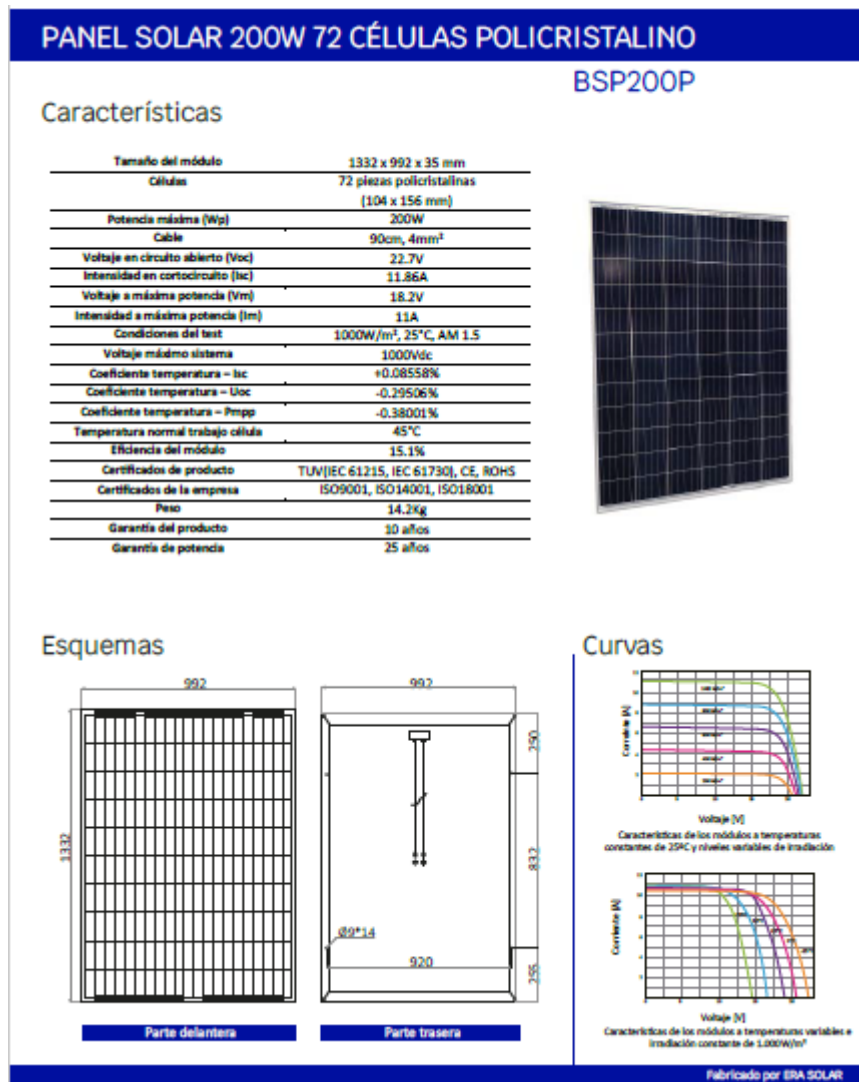 PANEL SOLAR 200W 72 CÉLULAS POLICRISTALINO
BSP200P
Características
Tamaño del módulo 1332 x 992 x 35 mm
Células 72 piezas policristalinas
(104 x 156 mm)
Potencia máxima (Wp) 200W
Cable 90cm, 4mm²
Voltaje en circuito abierto (Voc) 22.7V
Intensidad en cortocircuito (Isc) 11.86A
Voltaje a máxima potencia (Vm) 18.2V
Intensidad a máxima potencia (Im) 11A
Condiciones del test 1000W/m², 25°C, AM 1.5
Voltaje máximo sistema 1000Vdc
Coeficiente temperatura – Isc +0.08558%
Coeficiente temperatura – Uoc -0.29506%
Coeficiente temperatura – Pmpp -0.38001%
Temperatura normal trabajo célula 45°C
Eficiencia del módulo 15.1%
Certificados de producto TUV(IEC 61215, IEC 61730), CE, ROHS
Certificados de la empresa ISO9001, ISO14001, ISO18001
Peso 14.2Kg
Garantía del producto 10 años
Garantía de potencia 25 años
Esquemas
992
1332
Parte delantera
992
250
832
Ø9*14
920
255
Parte trasera
Curvas
Corriente [A]
Voltaje [V]
Características de los módulos a temperaturas
constantes de 25ºC y niveles variables de irradiación
Corriente [A]
Voltaje [V]
Características de los módulos a temperaturas variables e
irradiación constante de 1.000W/m²
Fabricado por ERA SOLAR